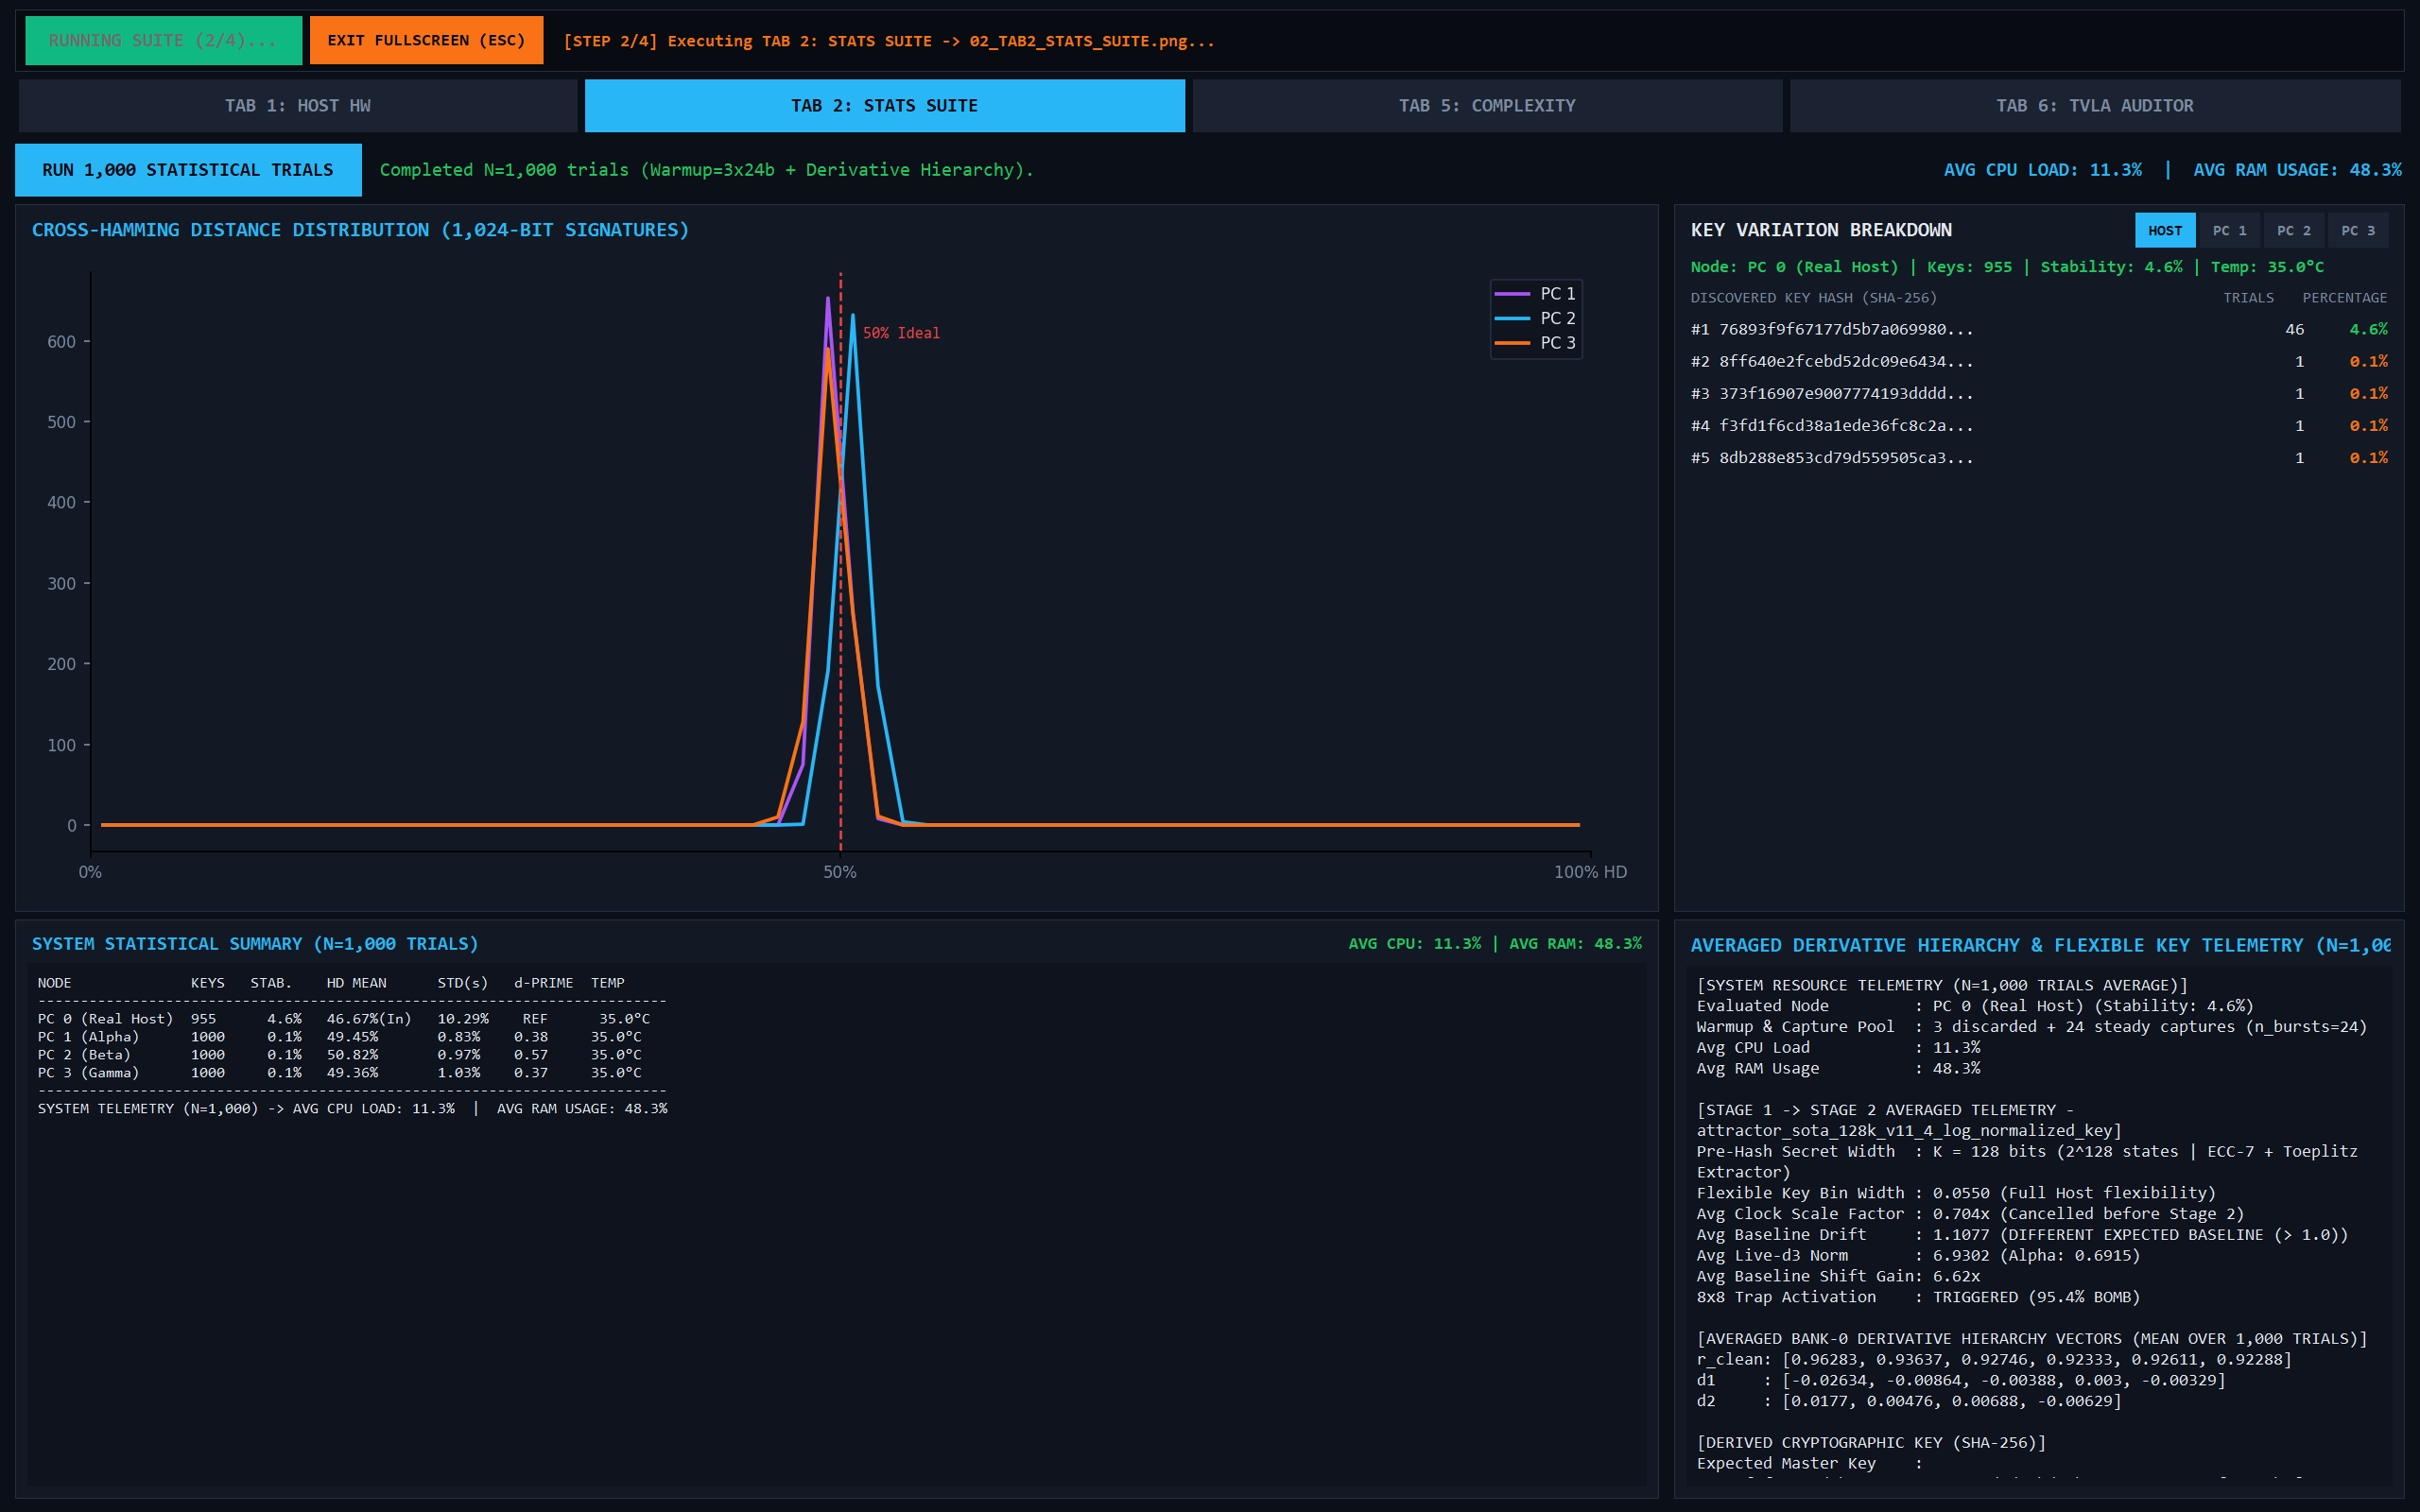 RUNNING SUITE (2/4)...
EXIT FULLSCREEN (ESC)
[STEP 2/4] Executing TAB 2: STATS SUITE -> 02_TAB2_STATS_SUITE.png...
TAB 1: HOST HW
TAB 2: STATS SUITE
TAB 5: COMPLEXITY
TAB 6: TVLA AUDITOR
RUN 1,000 STATISTICAL TRIALS
Completed N=1,000 trials (Warmup=3x24b + Derivative Hierarchy).
AVG CPU LOAD: 11.3% | AVG RAM USAGE: 48.3%
CROSS-HAMMING DISTANCE DISTRIBUTION (1,024-BIT SIGNATURES)
PC 1
PC 2
PC 3
50% Ideal
600
500
400
300
200
100
0
0%
50%
100% HD
KEY VARIATION BREAKDOWN
HOST
PC 1
PC 2
PC 3
Node: PC 0 (Real Host) | Keys: 955 | Stability: 4.6% | Temp: 35.0°C
DISCOVERED KEY HASH (SHA-256) TRIALS PERCENTAGE
#1 76893f9f67177d5b7a069980... 46 4.6%
#2 8ff640e2fcebd52dc09e6434... 1 0.1%
#3 373f16907e9007774193dddd... 1 0.1%
#4 f3fd1f6cd38a1ede36fc8c2a... 1 0.1%
#5 8db288e853cd79d559505ca3... 1 0.1%
SYSTEM STATISTICAL SUMMARY (N=1,000 TRIALS)
AVG CPU: 11.3% | AVG RAM: 48.3%
NODE KEYS STAB. HD MEAN STD(s) d-PRIME TEMP
--------------------------------------------------------------------------
PC 0 (Real Host) 955 4.6% 46.67%(In) 10.29% REF 35.0°C
PC 1 (Alpha) 1000 0.1% 49.45% 0.83% 0.38 35.0°C
PC 2 (Beta) 1000 0.1% 50.82% 0.97% 0.57 35.0°C
PC 3 (Gamma) 1000 0.1% 49.36% 1.03% 0.37 35.0°C
--------------------------------------------------------------------------
SYSTEM TELEMETRY (N=1,000) -> AVG CPU LOAD: 11.3% | AVG RAM USAGE: 48.3%
AVERAGED DERIVATIVE HIERARCHY & FLEXIBLE KEY TELEMETRY (N=1,00
[SYSTEM RESOURCE TELEMETRY (N=1,000 TRIALS AVERAGE)]
Evaluated Node : PC 0 (Real Host) (Stability: 4.6%)
Warmup & Capture Pool : 3 discarded + 24 steady captures (n_bursts=24)
Avg CPU Load : 11.3%
Avg RAM Usage : 48.3%
[STAGE 1 -> STAGE 2 AVERAGED TELEMETRY -
attractor_sota_128k_v11_4_log_normalized_key]
Pre-Hash Secret Width : K = 128 bits (2^128 states | ECC-7 + Toeplitz
Extractor)
Flexible Key Bin Width : 0.0550 (Full Host flexibility)
Avg Clock Scale Factor : 0.704x (Cancelled before Stage 2)
Avg Baseline Drift : 1.1077 (DIFFERENT EXPECTED BASELINE (> 1.0))
Avg Live-d3 Norm : 6.9302 (Alpha: 0.6915)
Avg Baseline Shift Gain: 6.62x
8x8 Trap Activation : TRIGGERED (95.4% BOMB)
[AVERAGED BANK-0 DERIVATIVE HIERARCHY VECTORS (MEAN OVER 1,000 TRIALS)]
r_clean: [0.96283, 0.93637, 0.92746, 0.92333, 0.92611, 0.92288]
d1 : [-0.02634, -0.00864, -0.00388, 0.003, -0.00329]
d2 : [0.0177, 0.00476, 0.00688, -0.00629]
[DERIVED CRYPTOGRAPHIC KEY (SHA-256)]
Expected Master Key :